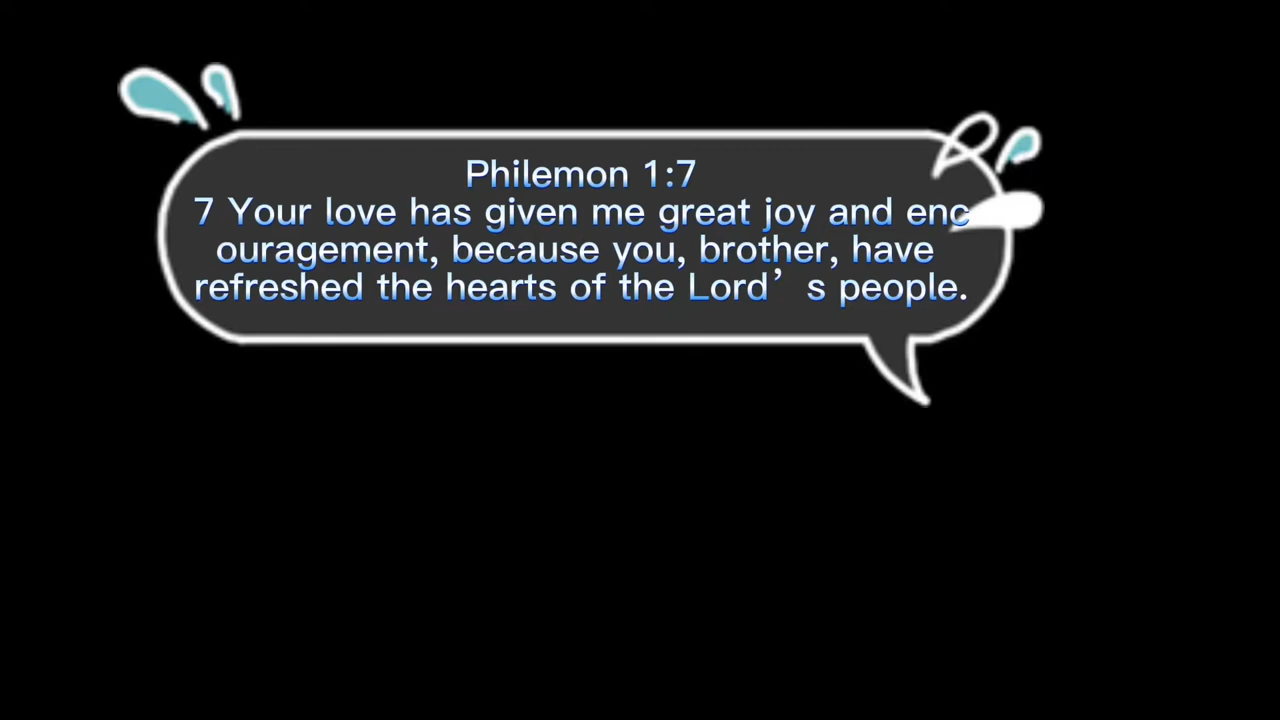 Philemon 1:7
7 Your love has given me great joy and enc
ouragement, because you, brother, have
refreshed the hearts of the Lord’s people.